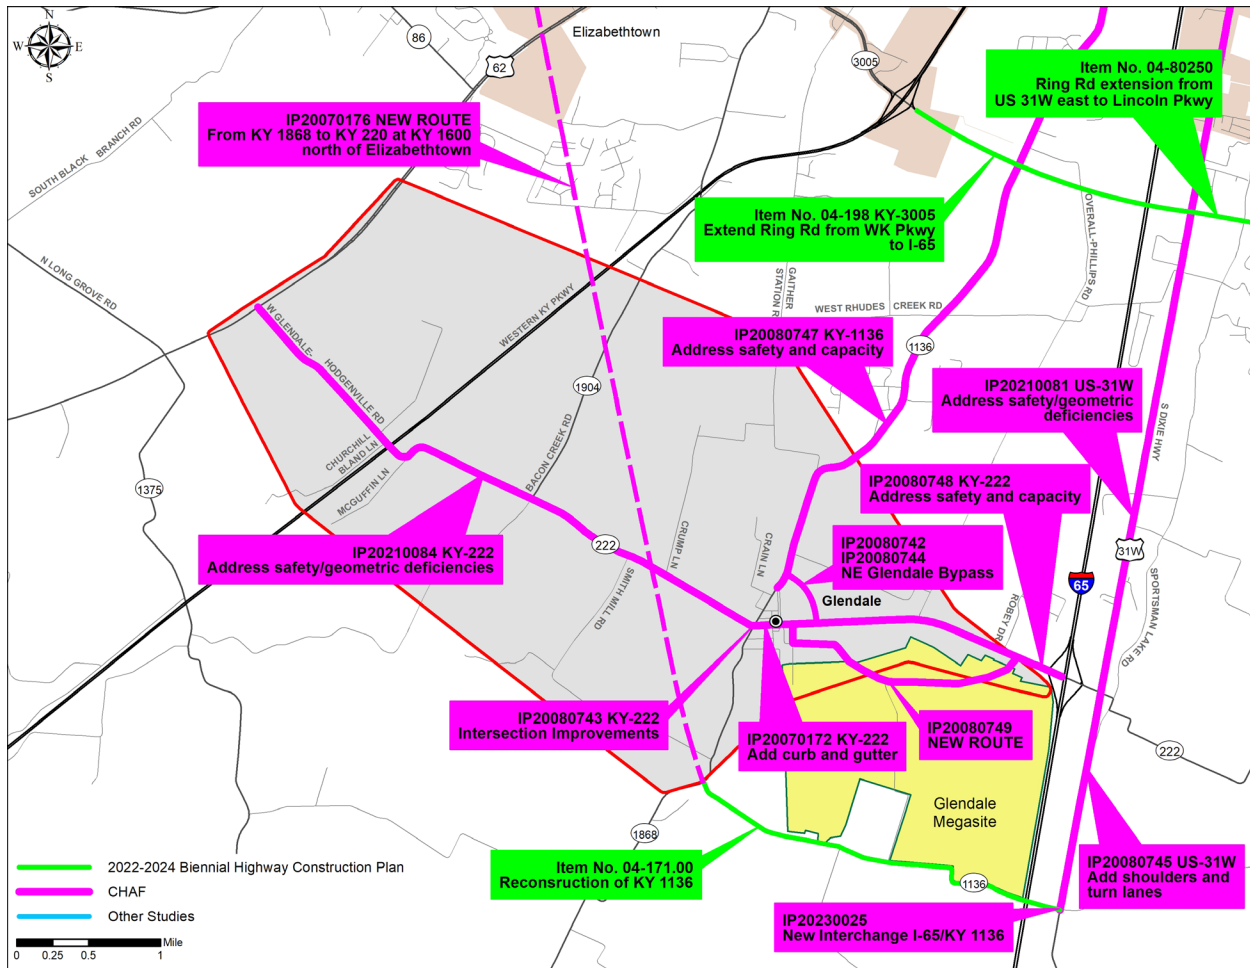 N
W
E
S
Elizabethtown
86
62
3005
Item No. 04-80250
Ring Rd extension from
US 31W east to Lincoln Pkwy
IP20070176 NEW ROUTE
From KY 1868 to KY 220 at KY 1600
north of Elizabethtown
SOUTH BLACK BRANCH RD
Item No. 04-198 KY-3005
Extend Ring Rd from WK Pkwy
to I-65
OVERALL-PHILLIPS RD
N LONG GROVE RD
GAITHER
STATION R
WEST RHUDES CREEK RD
WESTERN KY PKWY
W GLENDALE-
HODGENVILLE RD
IP20080747 KY-1136
Address safety and capacity
1136
1904
IP20210081 US-31W
Address safety/geometric
deficiencies
S DIXIE HWY
CHURCHILL
BLAND LN
MCGUFFIN LN
BACON CREEK RD
1375
IP20080748 KY-222
Address safety and capacity
IP20210084 KY-222
Address safety/geometric deficiencies
222
CRUMP LN
CRAIN LN
IP20080742
IP20080744
NE Glendale Bypass
31W
65
SMITH MILL RD
Glendale
ROBEY DR
SPORTSMAN LAKE RD
IP20080743 KY-222
Intersection Improvements
IP20070172 KY-222
Add curb and gutter
IP20080749
NEW ROUTE
222
Glendale
Megasite
1868
Item No. 04-171.00
Reconsruction of KY 1136
1136
IP20080745 US-31W
Add shoulders and
turn lanes
IP20230025
New Interchange I-65/KY 1136
2022-2024 Biennial Highway Construction Plan
CHAF
Other Studies
Mile
0 0.25 0.5 1